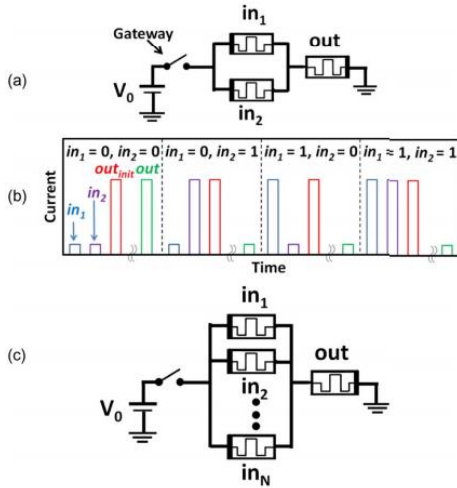 (a)
Gateway
in1
out
V0
in2
(b)
Current
in1 = 0, in2 = 0
in1 = 0, in2 = 1
in1 = 1, in2 = 0
in1 = 1, in2 = 1
outinit out
in1
in2
Time
(c)
in1
in2
out
V0
inN